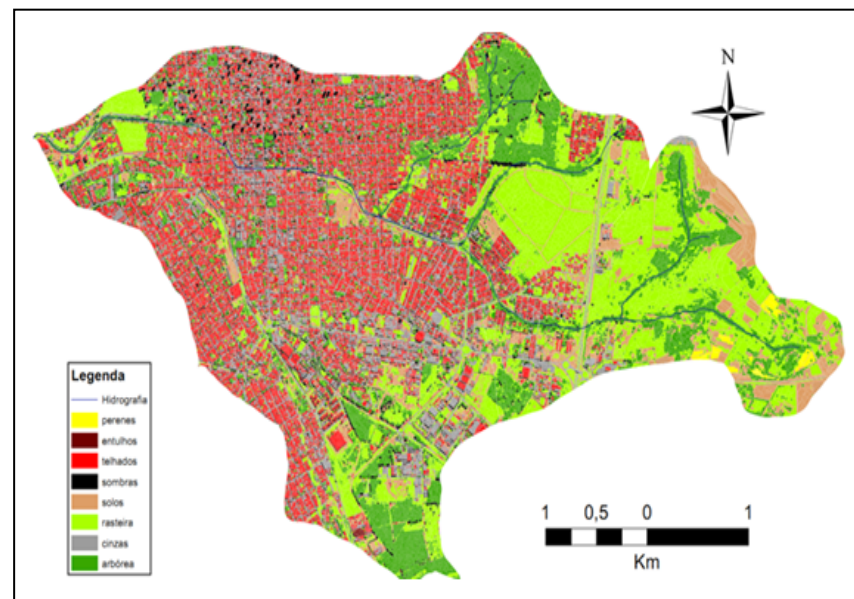 N
Legenda
Hidrografia
perenes
entulhos
telhados
sombras
solos
rasteira
cinzas
arbórea
1 0,5 0 1
Km